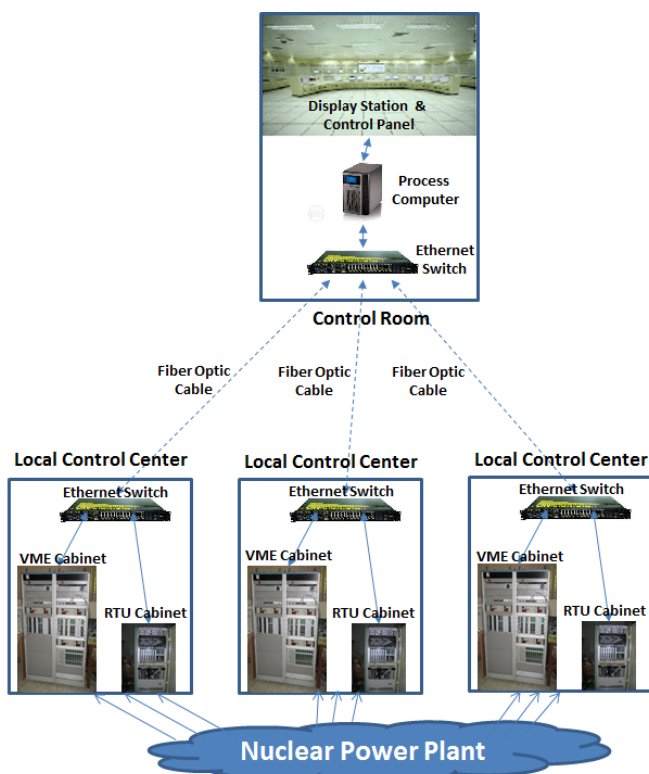 Display Station &
Control Panel
Process
Computer
Ethernet
Switch
Control Room
Fiber Optic
Cable
Fiber Optic
Cable
Fiber Optic
Cable
Local Control Center
Ethernet Switch
VME Cabinet
RTU Cabinet
Local Control Center
Ethernet Switch
VME Cabinet
RTU Cabinet
Local Control Center
Ethernet Switch
VME Cabinet
RTU Cabinet
Nuclear Power Plant